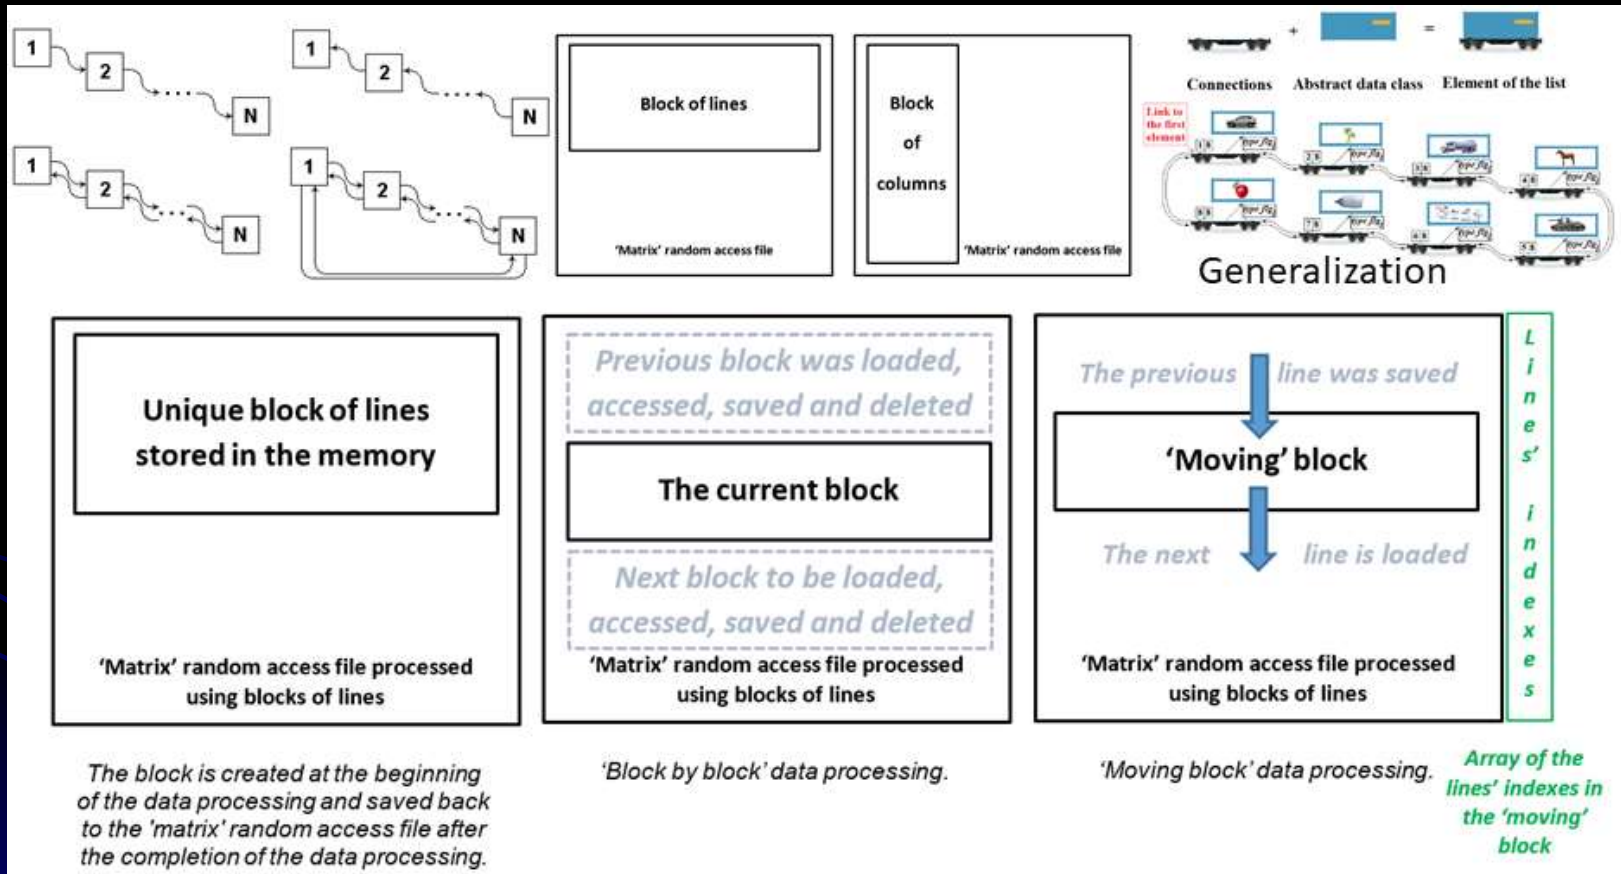 1
2
N
1
2
N
1
2
N
1
2
N
Block of lines
'Matrix' random access file
Block
of
columns
'Matrix' random access file
+
=
Connections
Abstract data class
Element of the list
Link to
the first
element
Generalization
Unique block of lines
stored in the memory
'Matrix' random access file processed
using blocks of lines
The block is created at the beginning
of the data processing and saved back
to the 'matrix' random access file after
the completion of the data processing.
Previous block was loaded,
accessed, saved and deleted
The current block
Next block to be loaded,
accessed, saved and deleted
'Matrix' random access file processed
using blocks of lines
'Block by block' data processing.
The previous line was saved
'Moving' block
The next line is loaded
'Matrix' random access file processed
using blocks of lines
'Moving block' data processing.
Lines' indexes
Array of the
lines' indexes in
the 'moving'
block